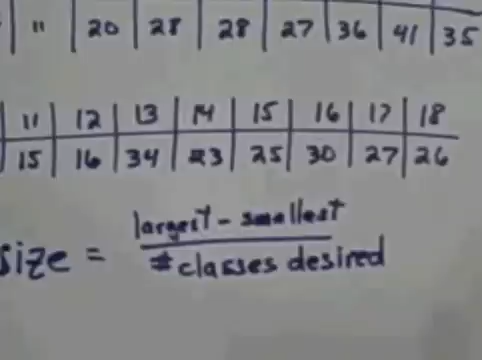 11 20 28 28 27 36 41 35
11 12 13 14 15 16 17 18
15 16 34 23 25 30 27 26
size = largest - smallest
# classes desired